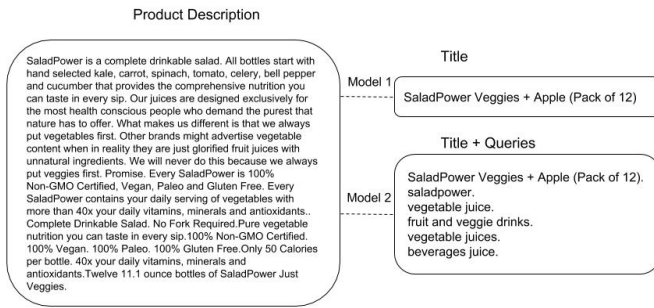 Product Description
SaladPower is a complete drinkable salad. All bottles start with
hand selected kale, carrot, spinach, tomato, celery, bell pepper
and cucumber that provides the comprehensive nutrition you
can taste in every sip. Our juices are designed exclusively for
the most health conscious people who demand the purest that
nature has to offer. What makes us different is that we always
put vegetables first. Other brands might advertise vegetable
content when in reality they are just glorified fruit juices with
unnatural ingredients. We will never do this because we always
put veggies first. Promise. Every SaladPower is 100%
Non-GMO Certified, Vegan, Paleo and Gluten Free. Every
SaladPower contains your daily serving of vegetables with
more than 40x your daily vitamins, minerals and antioxidants..
Complete Drinkable Salad. No Fork Required.Pure vegetable
nutrition you can taste in every sip.100% Non-GMO Certified.
100% Vegan. 100% Paleo. 100% Gluten Free.Only 50 Calories
per bottle. 40x your daily vitamins, minerals and
antioxidants.Twelve 11.1 ounce bottles of SaladPower Just
Veggies.
Model 1
Title
SaladPower Veggies + Apple (Pack of 12)
Model 2
Title + Queries
SaladPower Veggies + Apple (Pack of 12).
saladpower.
vegetable juice.
fruit and veggie drinks.
vegetable juices.
beverages juice.